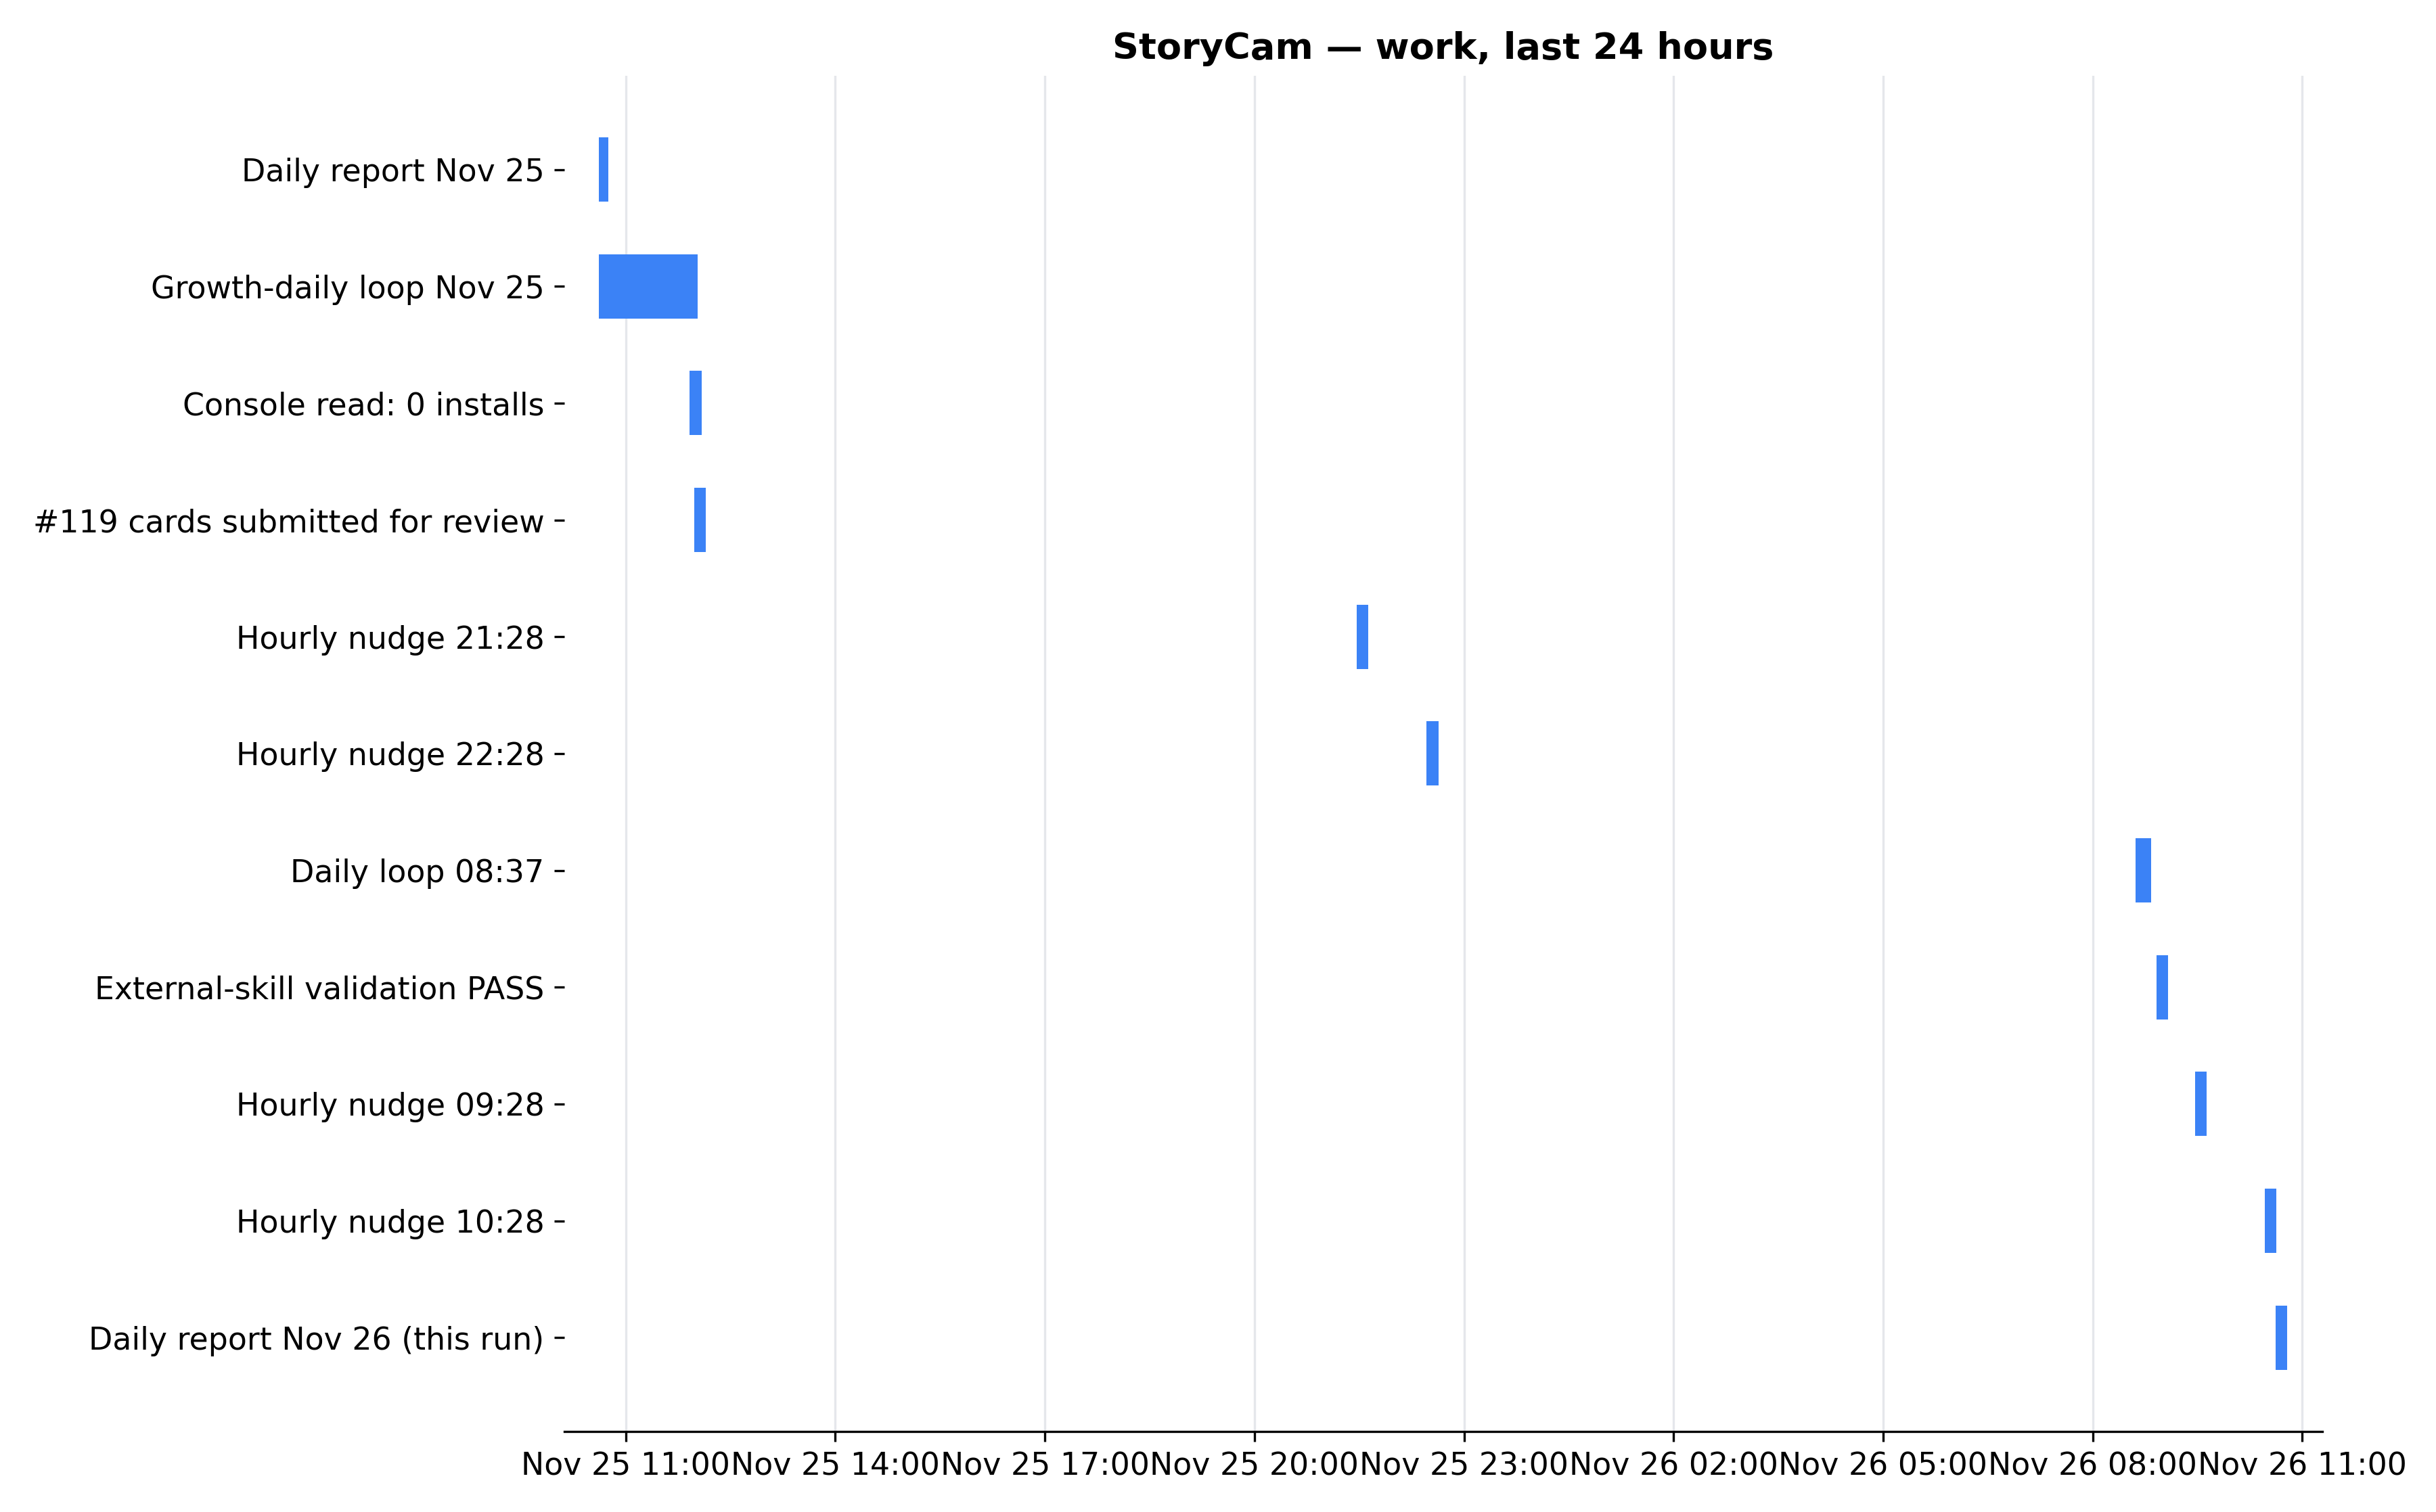 StoryCam — work, last 24 hours
Daily report Nov 25
Growth-daily loop Nov 25
Console read: 0 installs
#119 cards submitted for review
Hourly nudge 21:28
Hourly nudge 22:28
Daily loop 08:37
External-skill validation PASS
Hourly nudge 09:28
Hourly nudge 10:28
Daily report Nov 26 (this run)
Nov 25 11:00 Nov 25 14:00 Nov 25 17:00 Nov 25 20:00 Nov 25 23:00 Nov 26 02:00 Nov 26 05:00 Nov 26 08:00 Nov 26 11:00